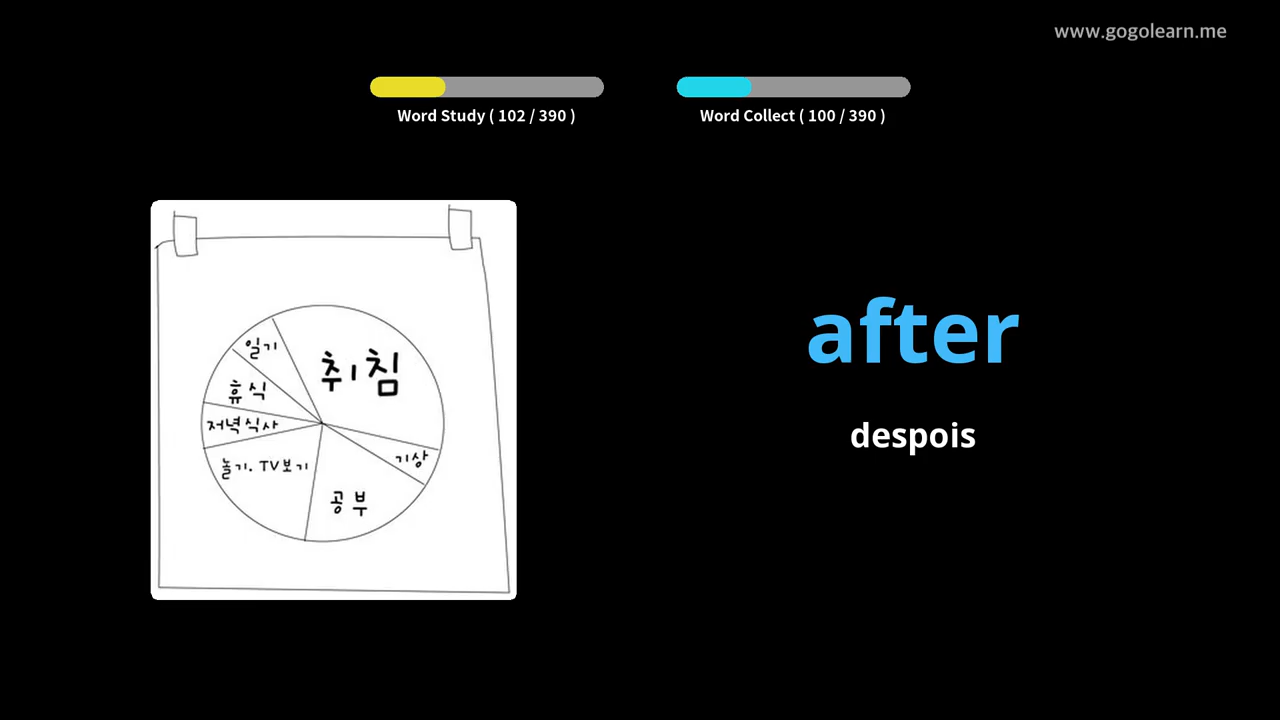 www.gogolearn.me
Word Study ( 102 / 390 )
Word Collect ( 100 / 390 )
일기
취침
휴식
저녁식사
놀기. TV보기
기상
공부
after
despois